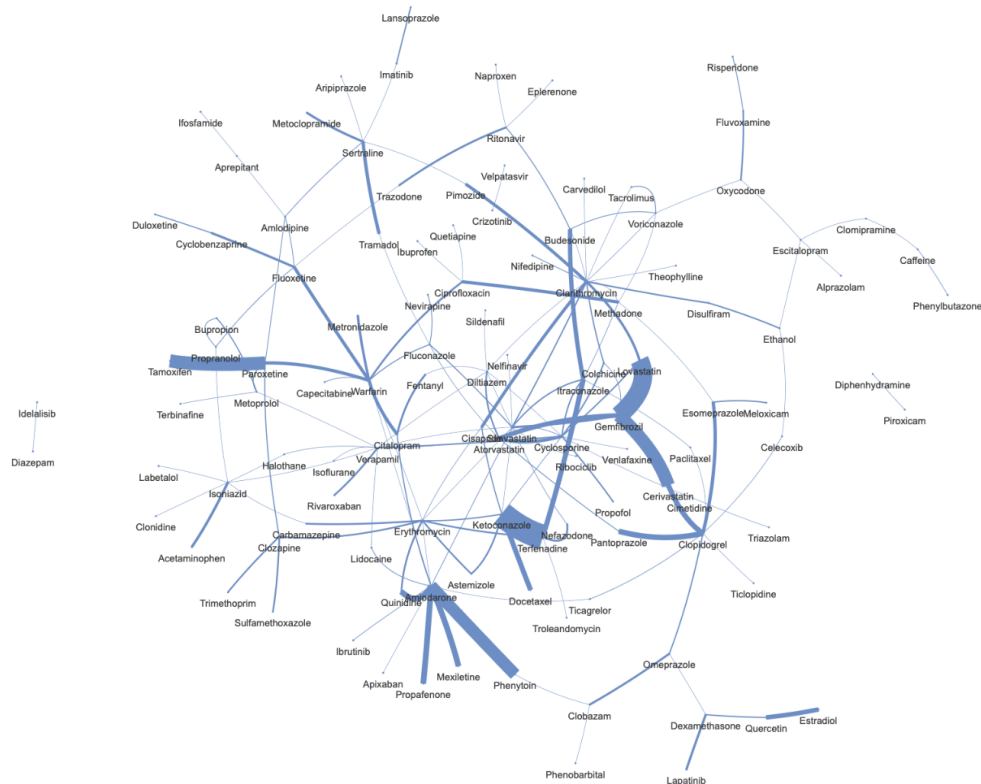 Lansoprazole
Imatinib
Naproxen
Risperidone
Aripiprazole
Eplerenone
Ifosfamide
Metoclopramide
Fluvoxamine
Ritonavir
Sertraline
Aprepitant
Velpatasvir
Trazodone
Pimozide
Carvedilol
Tacrolimus
Oxycodone
Crizotinib
Voriconazole
Duloxetine
Amlodipine
Clomipramine
Cyclobenzaprine
Quetiapine
Tramadol
Budesonide
Ibuprofen
Escitalopram
Caffeine
Nifedipine
Theophylline
Fluoxetine
Ciprofloxacin
Alprazolam
Clarithromycin
Phenylbutazone
Nevirapine
Methadone
Disulfiram
Sildenafil
Metronidazole
Bupropion
Ethanol
Fluconazole
Propranolol
Nelfinavir
Colchicine
Tamoxifen
Paroxetine
Lovastatin
Fentanyl
Diltiazem
Diphenhydramine
Capecitabine
Warfarin
Itraconazole
Metoprolol
Idelalisib
Terbinafine
Esomeprazole
Meloxicam
Piroxicam
Gemfibrozil
Citalopram
Cisapride
Simvastatin
Celecoxib
Verapamil
Atorvastatin
Cyclosporine
Venlafaxine
Paclitaxel
Diazepam
Halothane
Isoflurane
Ribociclib
Labetalol
Isoniazid
Cerivastatin
Rivaroxaban
Cimetidine
Propofol
Clonidine
Ketoconazole
Carbamazepine
Erythromycin
Nefazodone
Triazolam
Clozapine
Terfenadine
Pantoprazole
Clopidogrel
Acetaminophen
Lidocaine
Astemizole
Ticlopidine
Trimethoprim
Quinidine
Amiodarone
Docetaxel
Ticagrelor
Sulfamethoxazole
Troleandomycin
Ibrutinib
Omeprazole
Apixaban
Mexiletine
Phenytoin
Propafenone
Clobazam
Estradiol
Dexamethasone
Quercetin
Phenobarbital
Lapatinib